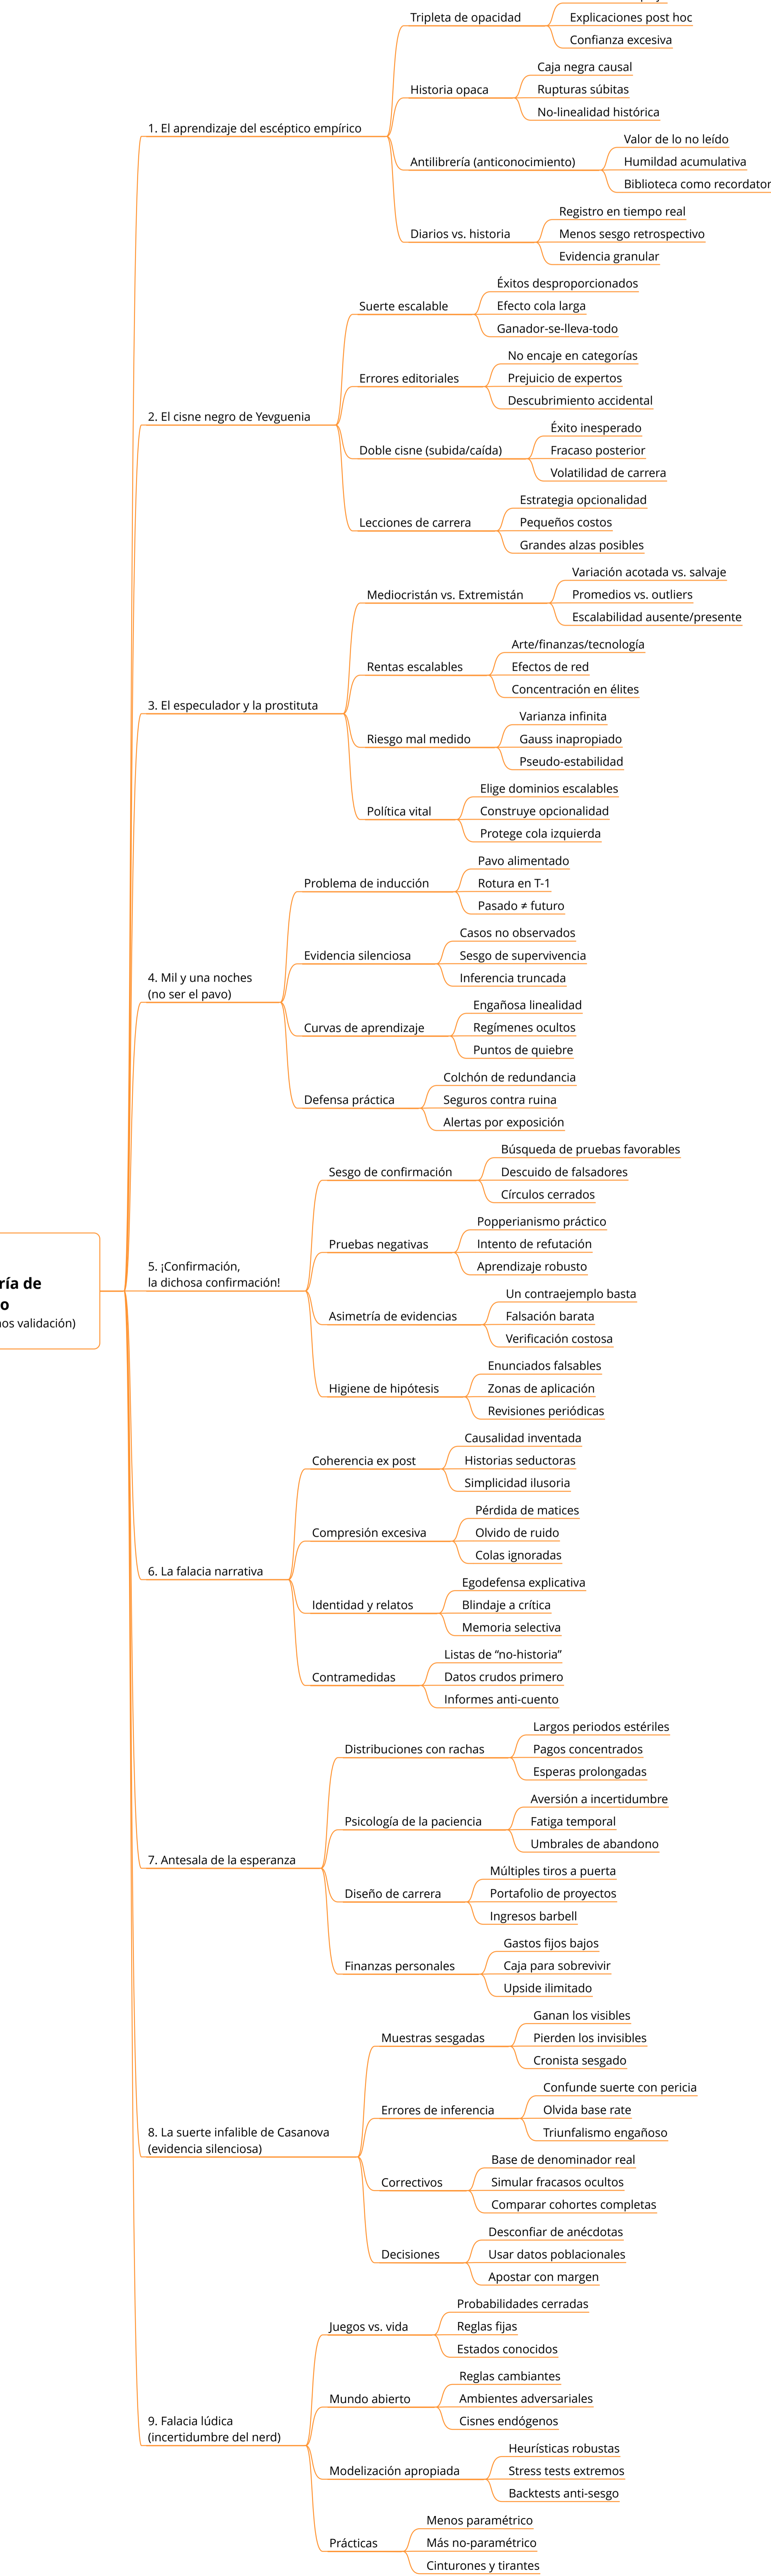 Tripleta de opacidad
Explicaciones post hoc
Confianza excesiva
1. El aprendizaje del escéptico empírico
Historia opaca
Caja negra causal
Rupturas súbitas
No-linealidad histórica
Antilibrería (anticonocimiento)
Valor de lo no leído
Humildad acumulativa
Biblioteca como recordator
Diarios vs. historia
Registro en tiempo real
Menos sesgo retrospectivo
Evidencia granular
2. El cisne negro de Yevguenia
Suerte escalable
Éxitos desproporcionados
Efecto cola larga
Ganador-se-lleva-todo
Errores editoriales
No encaje en categorías
Prejuicio de expertos
Descubrimiento accidental
Doble cisne (subida/caída)
Éxito inesperado
Fracaso posterior
Volatilidad de carrera
Lecciones de carrera
Estrategia opcionalidad
Pequeños costos
Grandes alzas posibles
3. El especulador y la prostituta
Mediocristán vs. Extremistán
Variación acotada vs. salvaje
Promedios vs. outliers
Escalabilidad ausente/presente
Rentas escalables
Arte/finanzas/tecnología
Efectos de red
Concentración en élites
Riesgo mal medido
Varianza infinita
Gauss inapropiado
Pseudo-estabilidad
Política vital
Elige dominios escalables
Construye opcionalidad
Protege cola izquierda
4. Mil y una noches
(no ser el pavo)
Problema de inducción
Pavo alimentado
Rotura en T-1
Pasado ≠ futuro
Evidencia silenciosa
Casos no observados
Sesgo de supervivencia
Inferencia truncada
Curvas de aprendizaje
Engañosa linealidad
Regímenes ocultos
Puntos de quiebre
Defensa práctica
Colchón de redundancia
Seguros contra ruina
Alertas por exposición
ría de
o
nos validación)
5. ¡Confirmación,
la dichosa confirmación!
Sesgo de confirmación
Búsqueda de pruebas favorables
Descuido de falsadores
Círculos cerrados
Pruebas negativas
Popperianismo práctico
Intento de refutación
Aprendizaje robusto
Asimetría de evidencias
Un contraejemplo basta
Falsación barata
Verificación costosa
Higiene de hipótesis
Enunciados falsables
Zonas de aplicación
Revisiones periódicas
6. La falacia narrativa
Coherencia ex post
Causalidad inventada
Historias seductoras
Simplicidad ilusoria
Compresión excesiva
Pérdida de matices
Olvido de ruido
Colas ignoradas
Identidad y relatos
Egodefensa explicativa
Blindaje a crítica
Memoria selectiva
Contramedidas
Listas de “no-historia”
Datos crudos primero
Informes anti-cuento
7. Antesala de la esperanza
Distribuciones con rachas
Largos periodos estériles
Pagos concentrados
Esperas prolongadas
Psicología de la paciencia
Aversión a incertidumbre
Fatiga temporal
Umbrales de abandono
Diseño de carrera
Múltiples tiros a puerta
Portafolio de proyectos
Ingresos barbell
Finanzas personales
Gastos fijos bajos
Caja para sobrevivir
Upside ilimitado
8. La suerte infalible de Casanova
(evidencia silenciosa)
Muestras sesgadas
Ganan los visibles
Pierden los invisibles
Cronista sesgado
Errores de inferencia
Confunde suerte con pericia
Olvida base rate
Triunfalismo engañoso
Correctivos
Base de denominador real
Simular fracasos ocultos
Comparar cohortes completas
Decisiones
Desconfiar de anécdotas
Usar datos poblacionales
Apostar con margen
9. Falacia lúdica
(incertidumbre del nerd)
Juegos vs. vida
Probabilidades cerradas
Reglas fijas
Estados conocidos
Mundo abierto
Reglas cambiantes
Ambientes adversariales
Cisnes endógenos
Modelización apropiada
Heurísticas robustas
Stress tests extremos
Backtests anti-sesgo
Prácticas
Menos paramétrico
Más no-paramétrico
Cinturones y tirantes